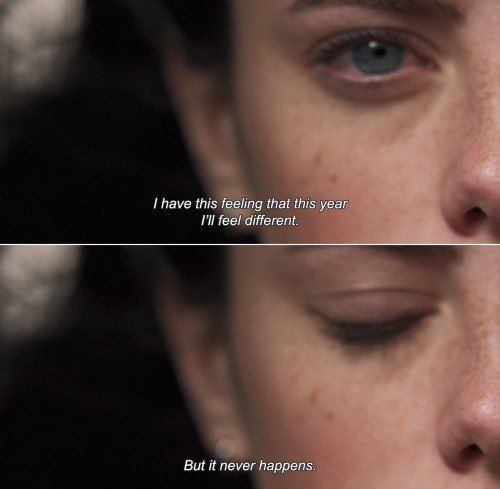 I have this feeling that this year
I'll feel different.
But it never happens.